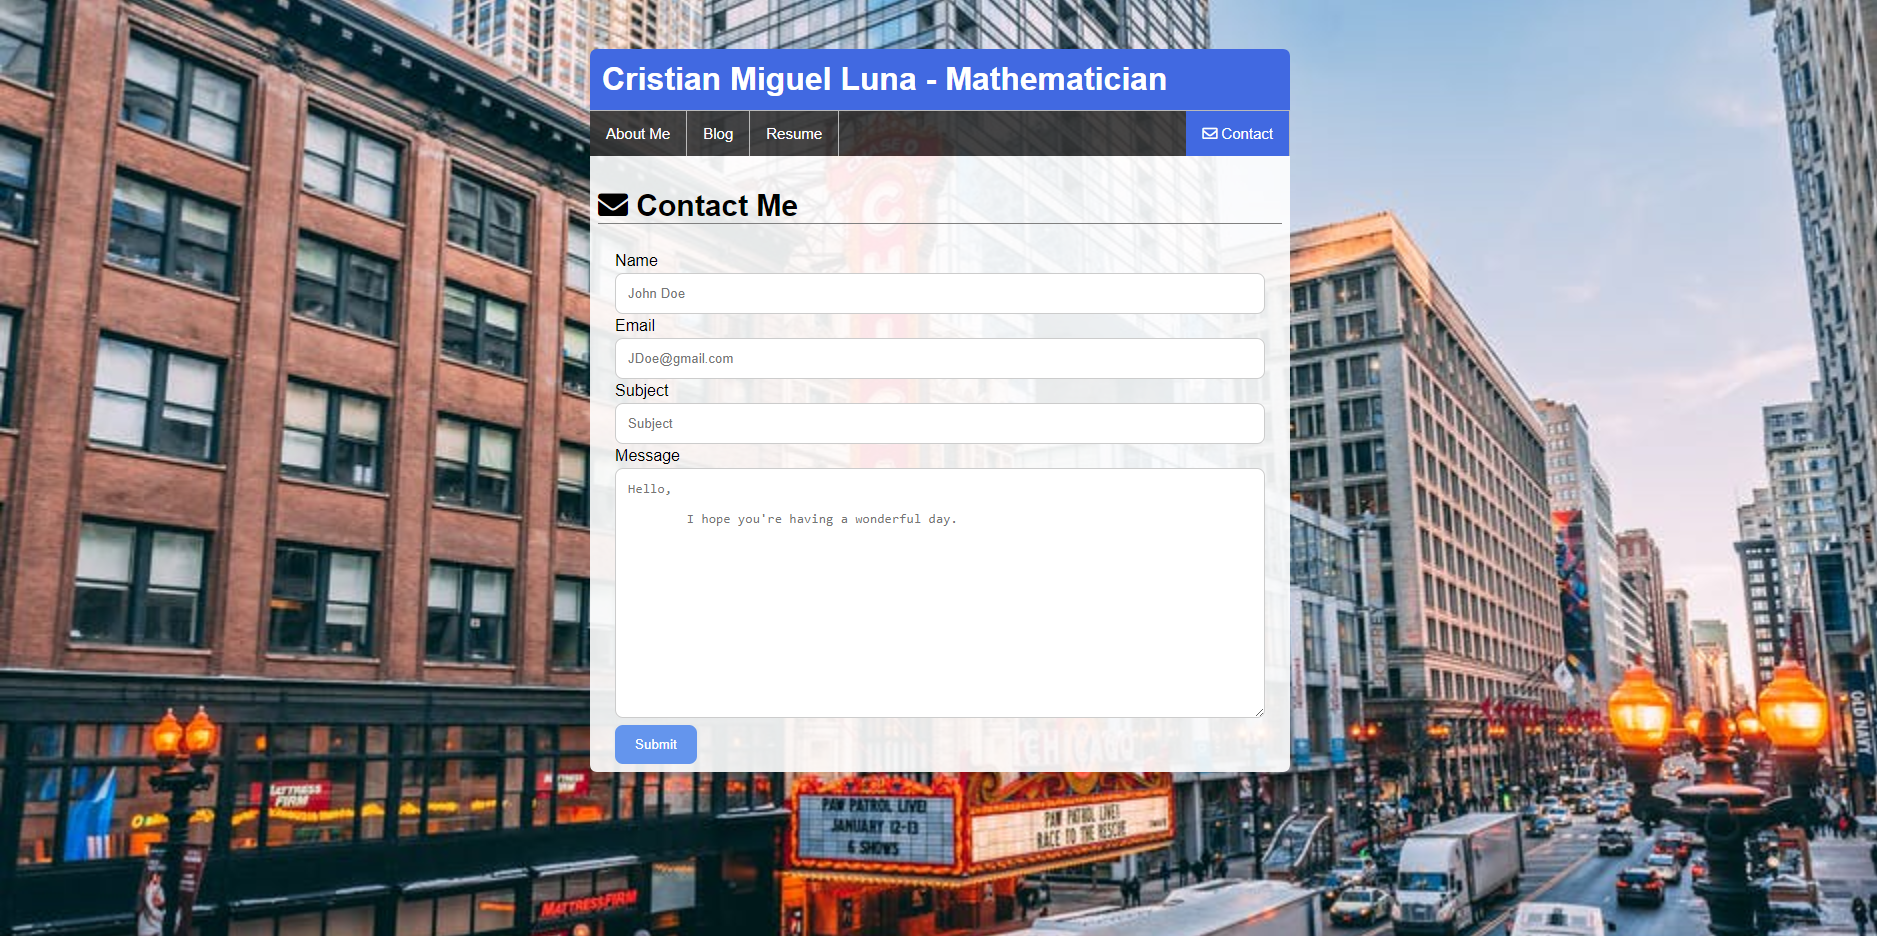 Cristian Miguel Luna - Mathematician
About Me
Blog
Resume
Contact
Contact Me
Name
John Doe
Email
JDoe@gmail.com
Subject
Subject
Message
Hello,
I hope you're having a wonderful day.
Submit
CHICAGO
MATTRESS
FIRM
MATTRESS
FIRM
PAW PATROL LIVE!
JANUARY 12-13
6 SHOWS
PAW PATROL LIVE!
RACE TO THE RESCUE
MATTRESSFIRM
OLD NAVY